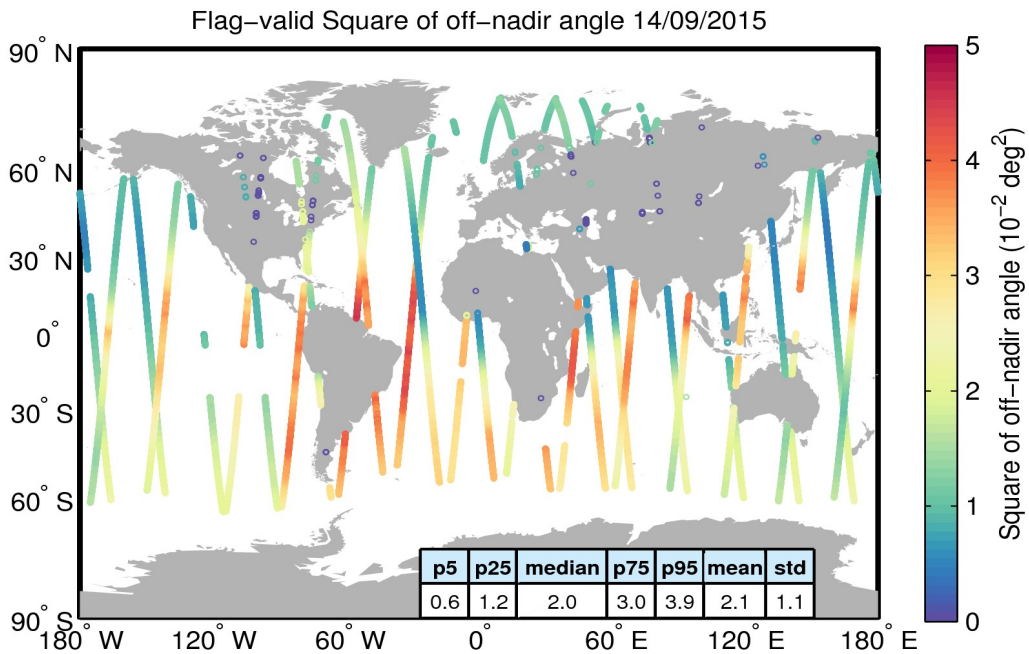 Flag−valid Square of off−nadir angle 14/09/2015
90° N
60° N
30° N
0°
30° S
60° S
90° S
180° W
120° W
60° W
0°
60° E
120° E
180° E
p5 p25 median p75 p95 mean std
0.6 1.2 2.0 3.0 3.9 2.1 1.1
5
4
3
2
1
0
Square of off−nadir angle (10⁻² deg²)